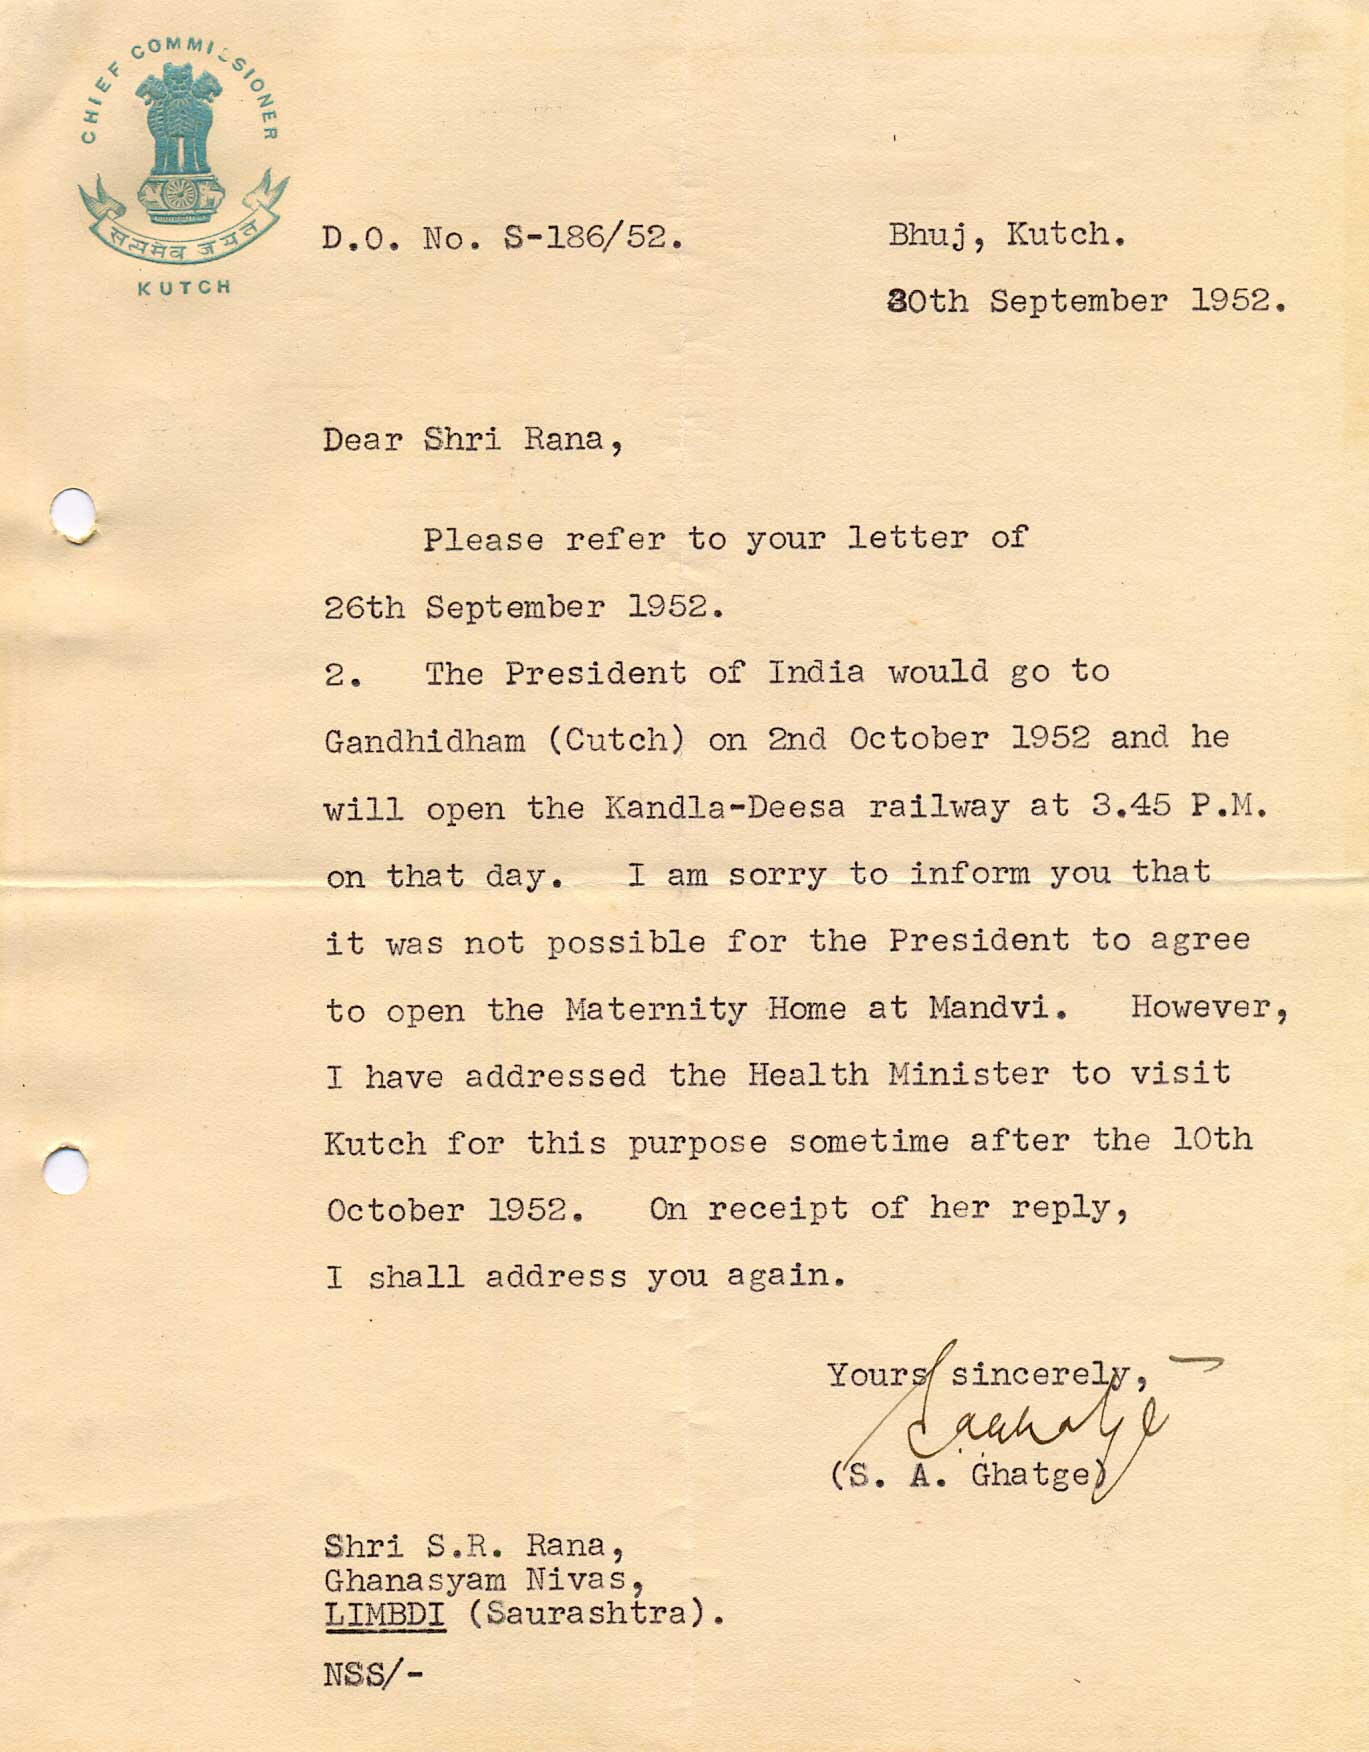 CHIEF COMMISSIONER
सत्यमेव जयते
KUTCH
D.O. No. S-186/52.
Bhuj, Kutch.
30th September 1952.
Dear Shri Rana,
Please refer to your letter of
26th September 1952.
2. The President of India would go to
Gandhidham (Cutch) on 2nd October 1952 and he
will open the Kandla-Deesa railway at 3.45 P.M.
on that day. I am sorry to inform you that
it was not possible for the President to agree
to open the Maternity Home at Mandvi. However,
I have addressed the Health Minister to visit
Kutch for this purpose sometime after the 10th
October 1952. On receipt of her reply,
I shall address you again.
Yours sincerely,
(S. A. Ghatge)
Shri S.R. Rana,
Ghanasyam Nivas,
LIMBDI (Saurashtra).
NSS/-